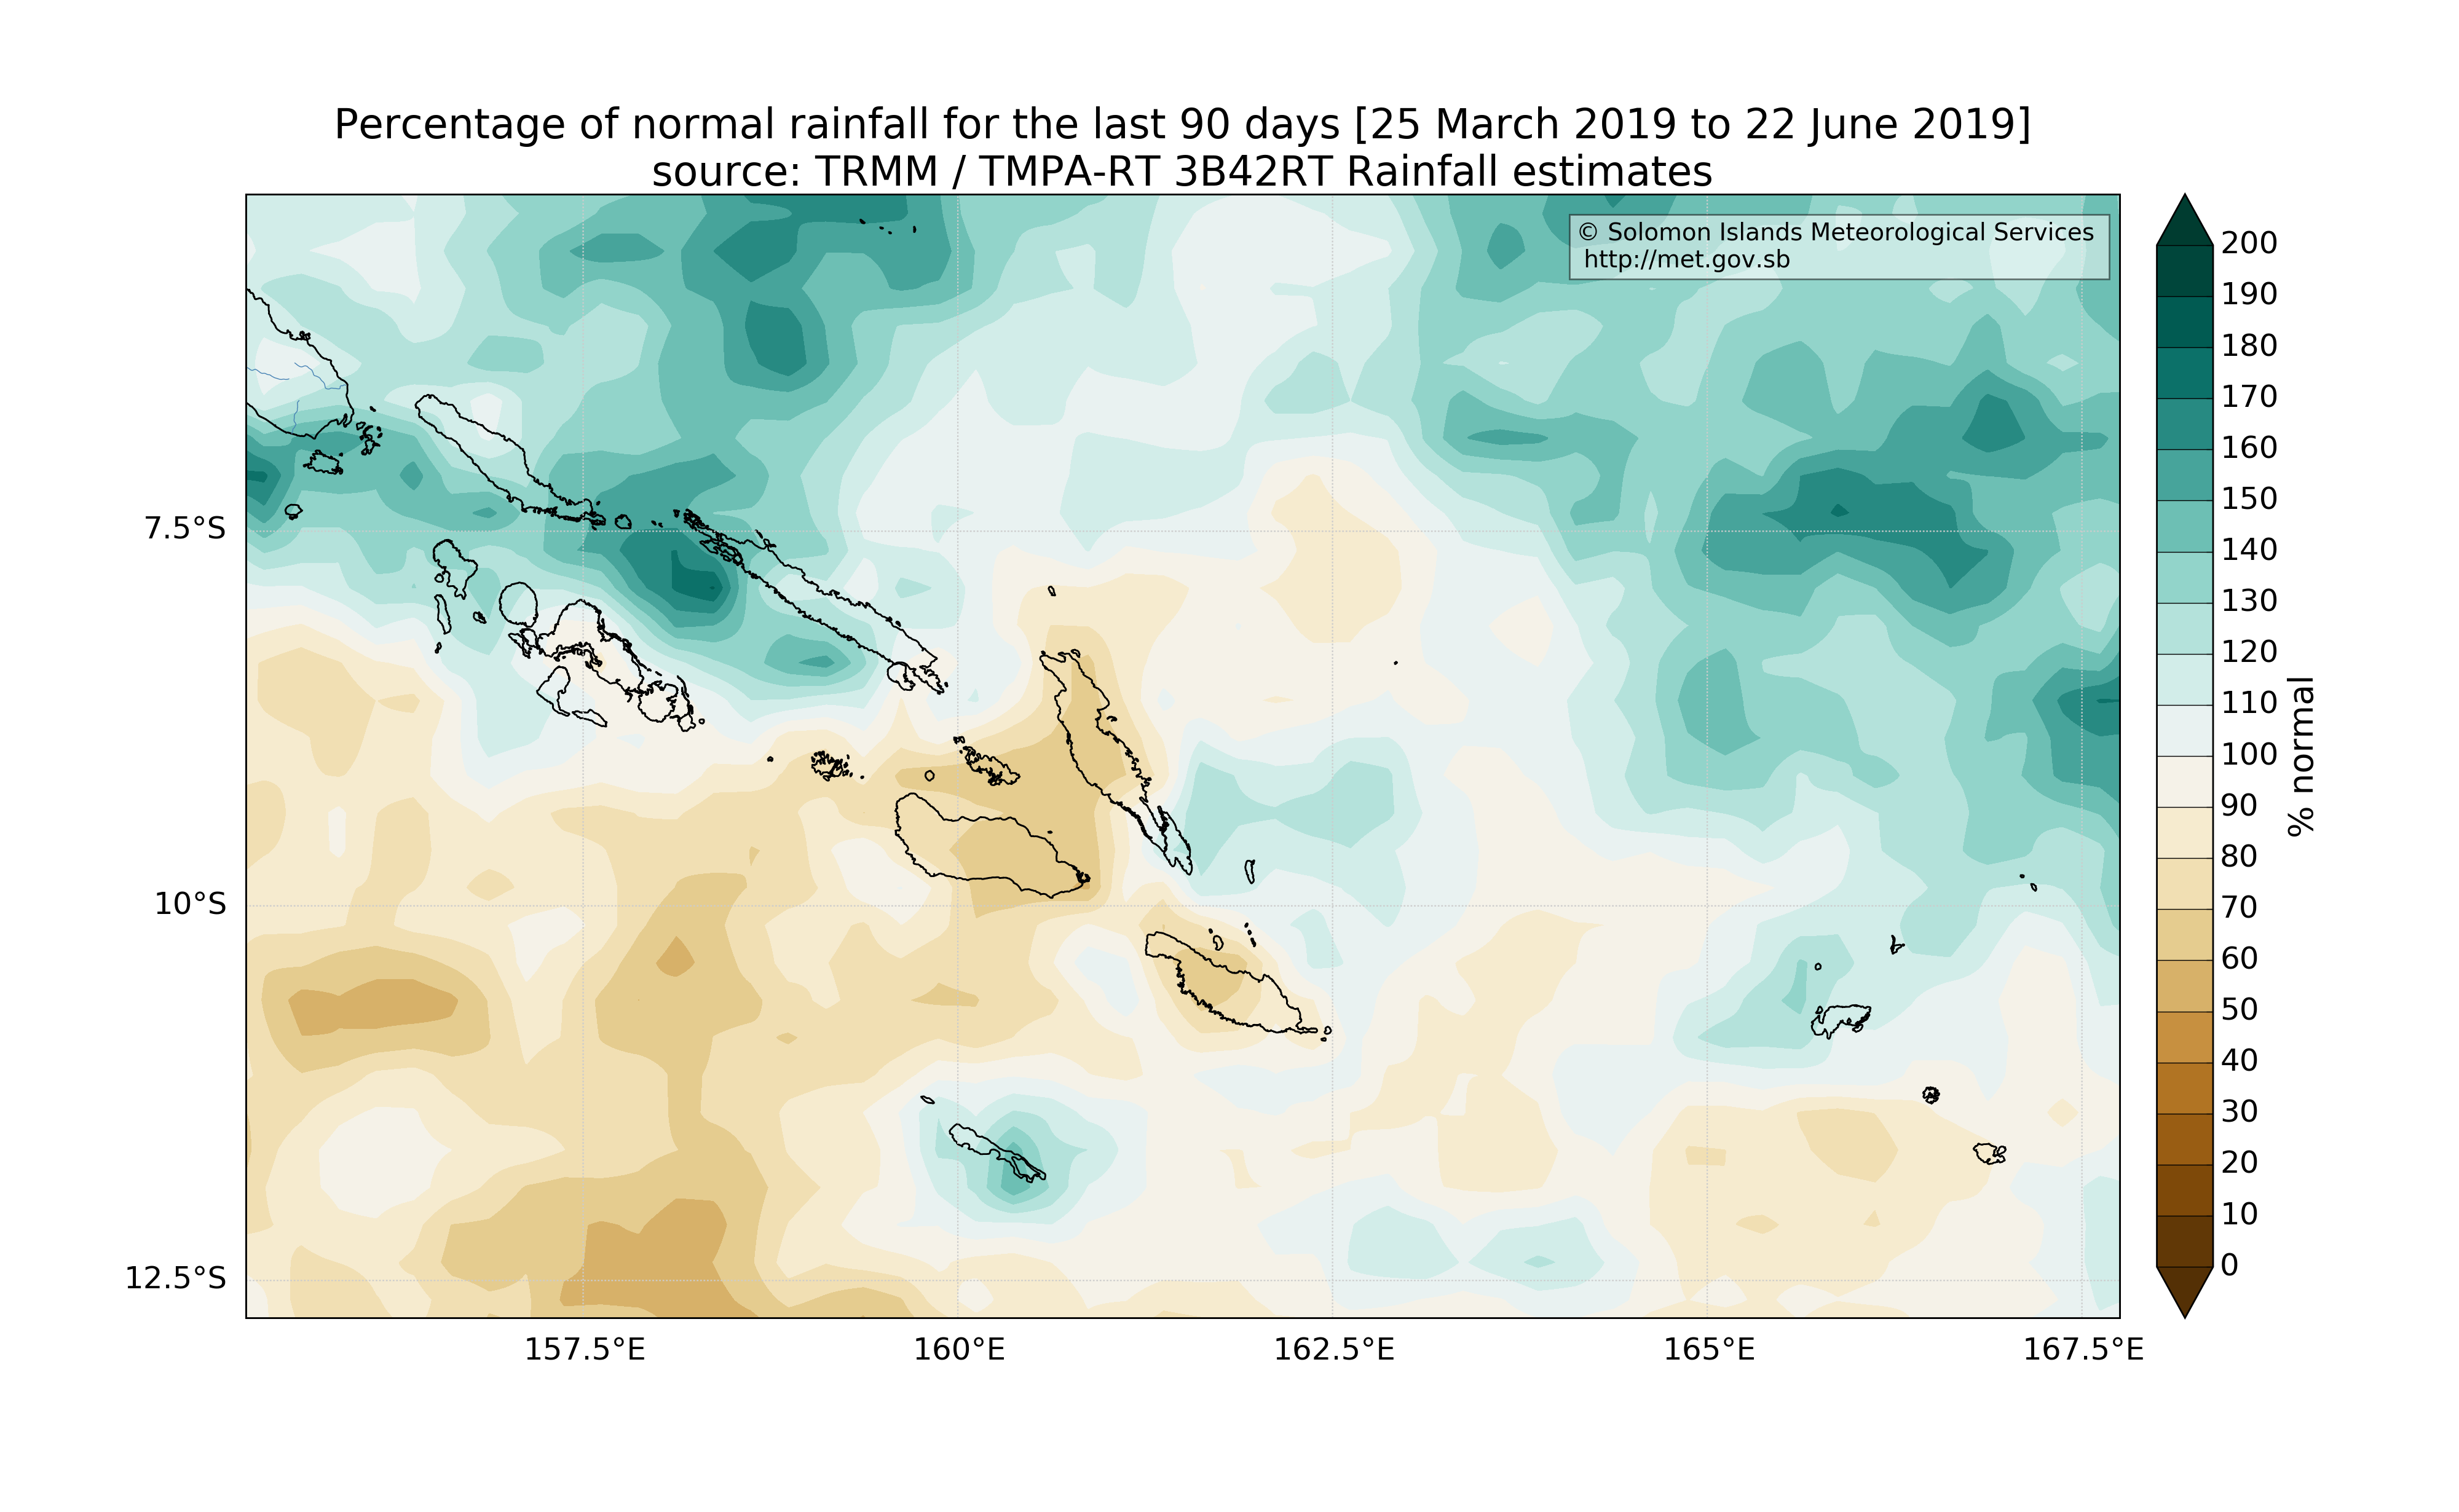 Percentage of normal rainfall for the last 90 days [25 March 2019 to 22 June 2019]
source: TRMM / TMPA-RT 3B42RT Rainfall estimates
© Solomon Islands Meteorological Services
http://met.gov.sb
7.5°S
10°S
12.5°S
157.5°E
160°E
162.5°E
165°E
167.5°E
200
190
180
170
160
150
140
130
120
110
100
90
80
70
60
50
40
30
20
10
0
% normal